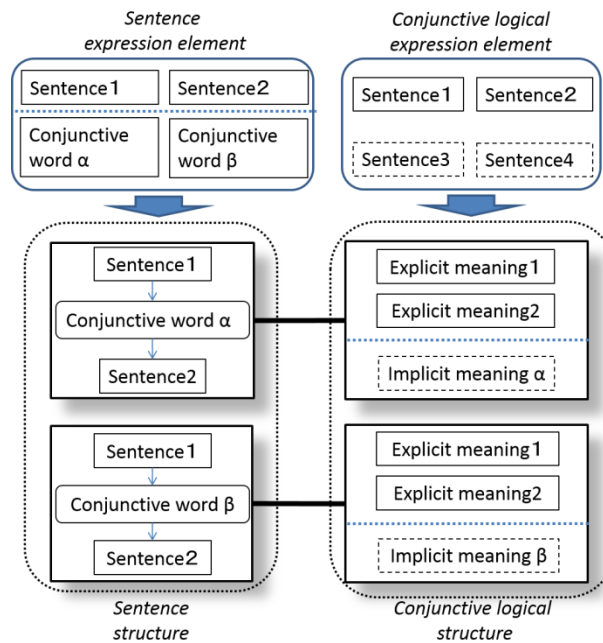 Sentence
expression element
Conjunctive logical
expression element
Sentence1
Sentence2
Conjunctive
word α
Conjunctive
word β
Sentence1
Sentence2
Sentence3
Sentence4
Sentence1
Conjunctive word α
Sentence2
Explicit meaning1
Explicit meaning2
Implicit meaning α
Sentence1
Conjunctive word β
Sentence2
Explicit meaning1
Explicit meaning2
Implicit meaning β
Sentence
structure
Conjunctive logical
structure